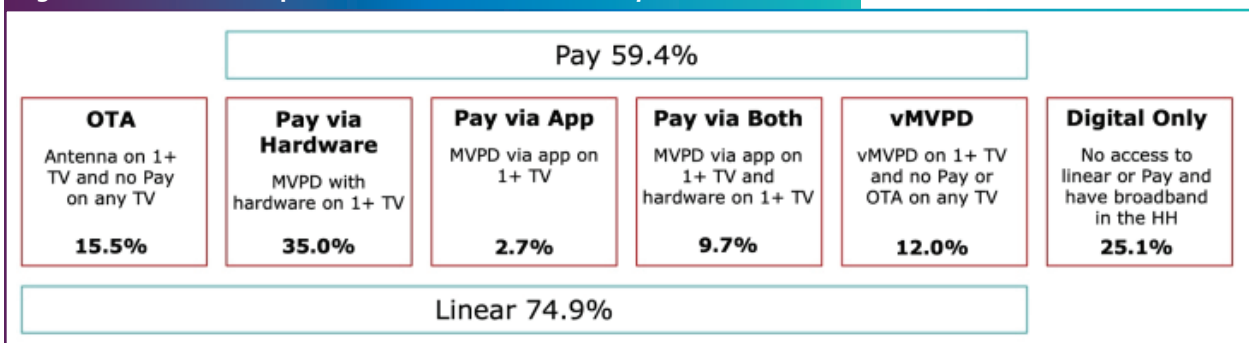 Pay 59.4%
OTA
Antenna on 1+
TV and no Pay
on any TV
15.5%
Pay via
Hardware
MVPD with
hardware on 1+ TV
35.0%
Pay via App
MVPD via app on
1+ TV
2.7%
Pay via Both
MVPD via app on
1+ TV and
hardware on 1+ TV
9.7%
vMVPD
vMVPD on 1+ TV
and no Pay or
OTA on any TV
12.0%
Digital Only
No access to
linear or Pay and
have broadband
in the HH
25.1%
Linear 74.9%